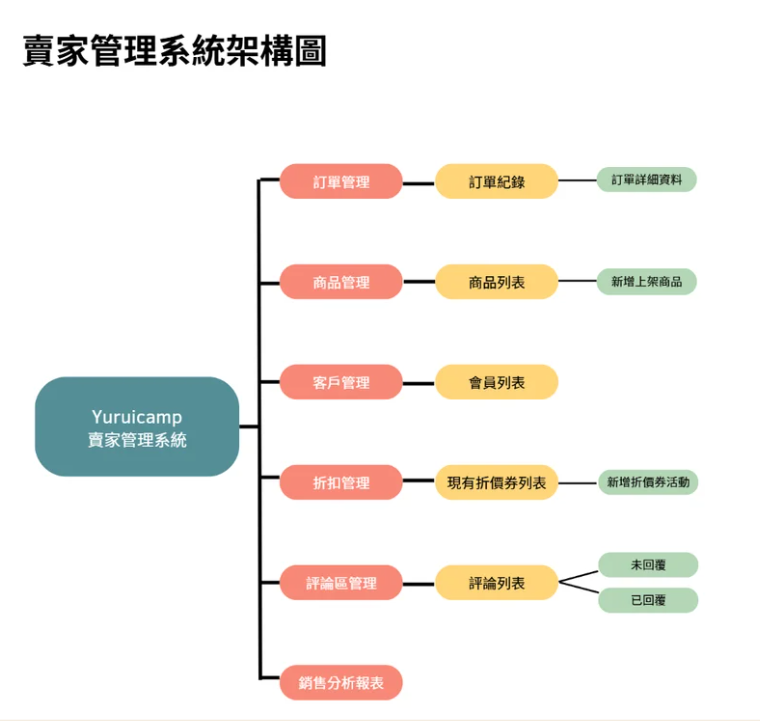 賣家管理系統架構圖
訂單管理
訂單紀錄
訂單詳細資料
商品管理
商品列表
新增上架商品
客戶管理
會員列表
Yuruicamp
賣家管理系統
折扣管理
現有折價券列表
新增折價券活動
評論區管理
評論列表
未回覆
已回覆
銷售分析報表